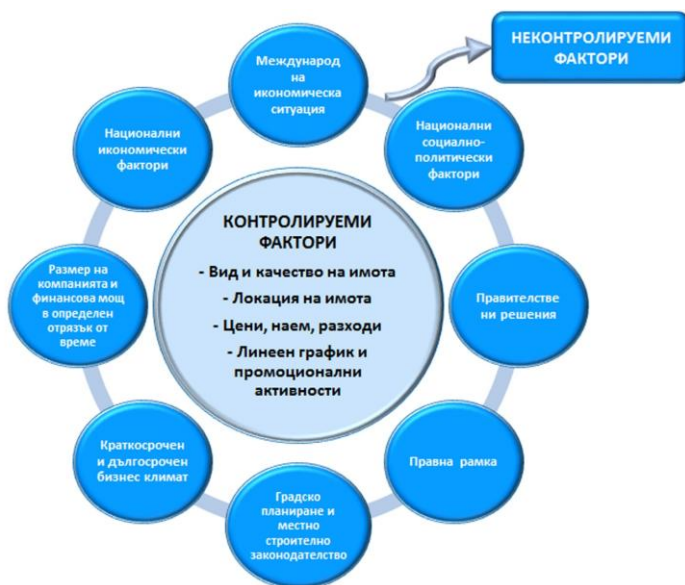 НЕКОНТРОЛИРУЕМИ
ФАКТОРИ
Международ
на
икономическа
ситуация
Национални
социално-
политически
фактори
Правителстве
ни решения
Правна рамка
Градско
планиране и
местно
строително
законодателство
Краткосрочен
и дългосрочен
бизнес климат
Размер на
компанията и
финансова мощ
в определен
отрязък от
време
Национални
икономически
фактори
КОНТРОЛИРУЕМИ
ФАКТОРИ
- Вид и качество на имота
- Локация на имота
- Цени, наем, разходи
- Линеен график и
промоционални
активности